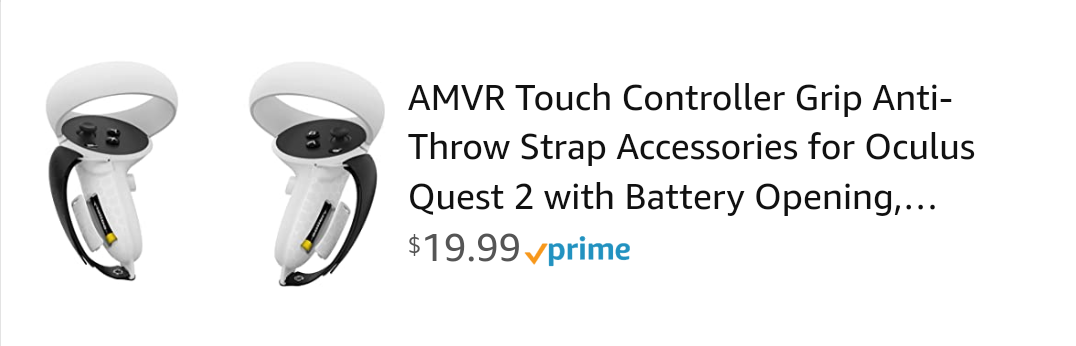 AMVR Touch Controller Grip Anti-
Throw Strap Accessories for Oculus
Quest 2 with Battery Opening,...
$19.99 prime